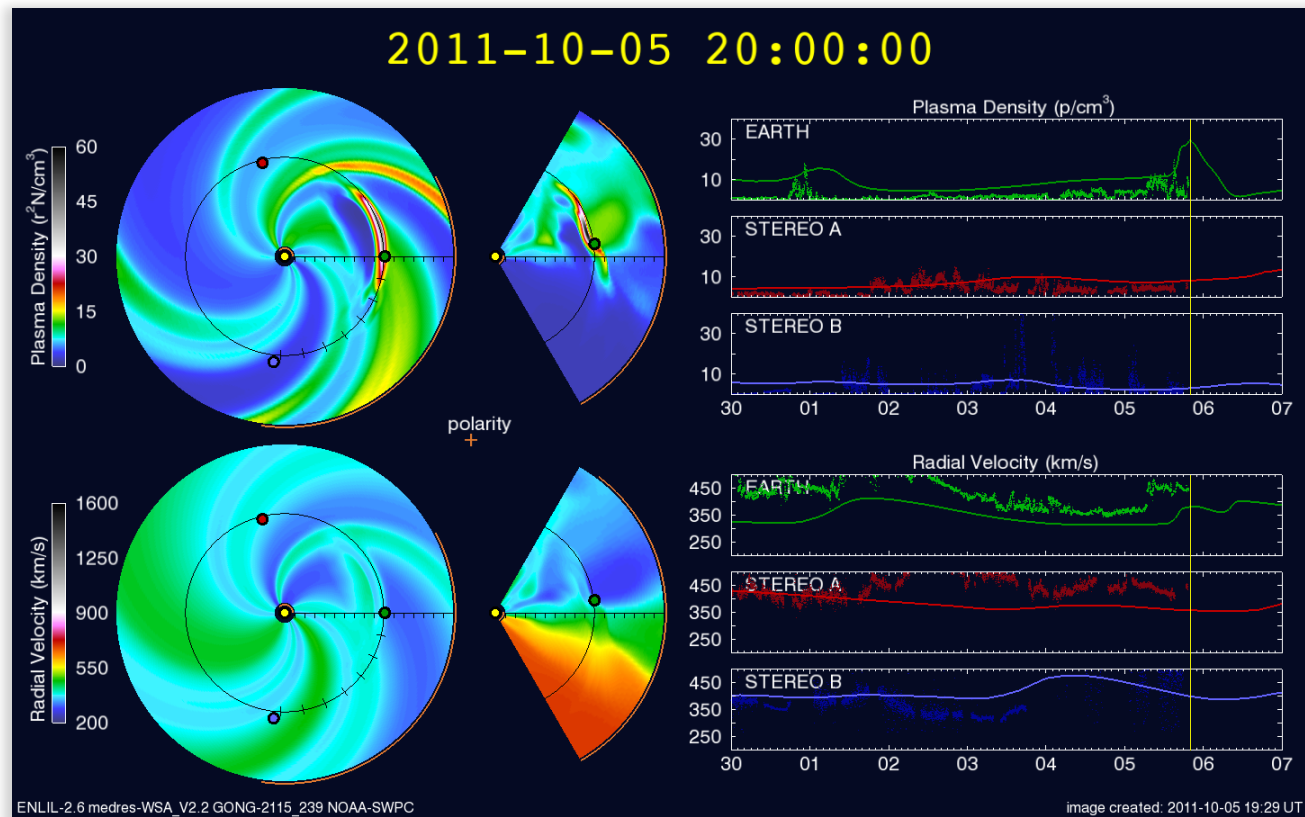 2011-10-05 20:00:00
Plasma Density (r²N/cm³)
60
45
30
15
0
Plasma Density (p/cm³)
EARTH
30
10
STEREO A
30
10
STEREO B
30
10
30 01 02 03 04 05 06 07
polarity
+
Radial Velocity (km/s)
1600
1250
900
550
200
Radial Velocity (km/s)
EARTH
450
350
250
STEREO A
450
350
250
STEREO B
450
350
250
30 01 02 03 04 05 06 07
ENLIL-2.6 medres-WSA_V2.2 GONG-2115_239 NOAA-SWPC
image created: 2011-10-05 19:29 UT